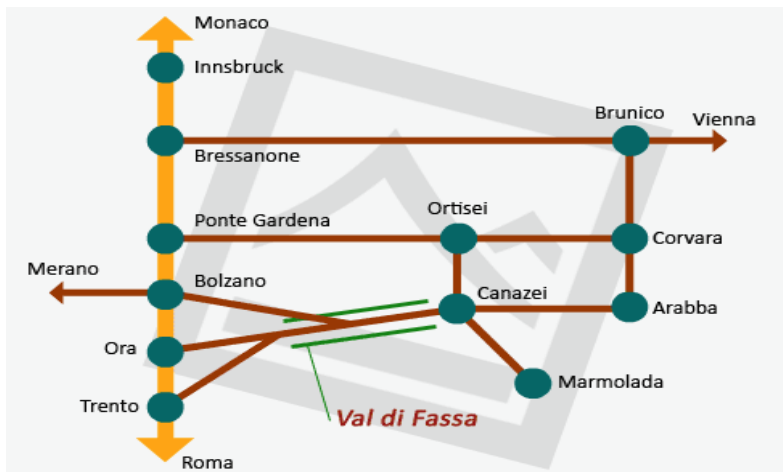 Monaco
Innsbruck
Brunico
Vienna
Bressanone
Ortisei
Ponte Gardena
Corvara
Merano
Bolzano
Canazei
Arabba
Ora
Marmolada
Trento
Val di Fassa
Roma